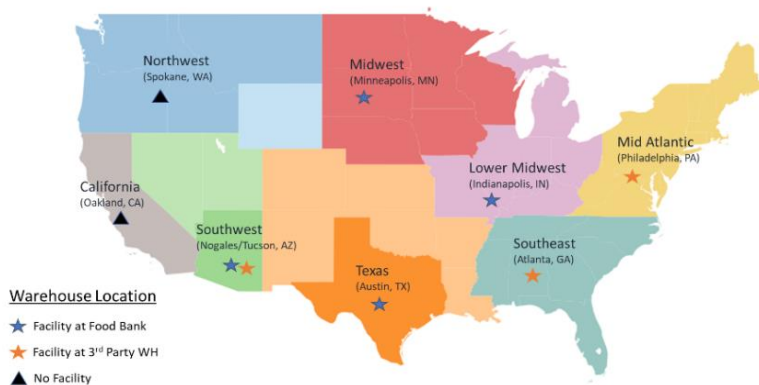 Northwest
(Spokane, WA)
Midwest
(Minneapolis, MN)
Mid Atlantic
(Philadelphia, PA)
Lower Midwest
(Indianapolis, IN)
California
(Oakland, CA)
Southwest
(Nogales/Tucson, AZ)
Southeast
(Atlanta, GA)
Texas
(Austin, TX)
Warehouse Location
Facility at Food Bank
Facility at 3rd Party WH
No Facility